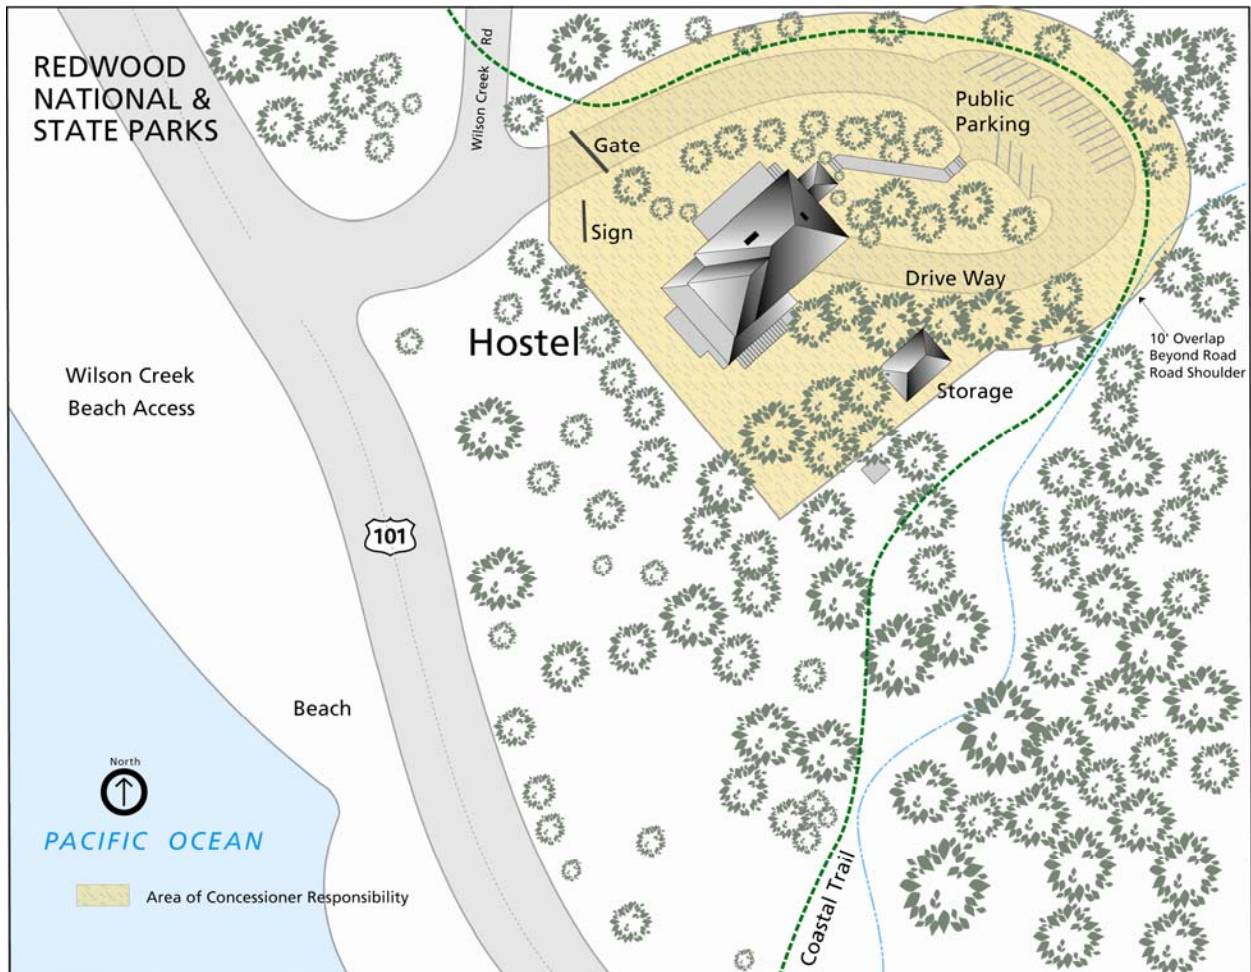 REDWOOD
NATIONAL &
STATE PARKS
Wilson Creek Rd
Gate
Sign
Public
Parking
Drive Way
Hostel
10' Overlap
Beyond Road
Road Shoulder
Storage
Wilson Creek
Beach Access
101
Beach
North
PACIFIC OCEAN
Area of Concessioner Responsibility
Coastal Trail